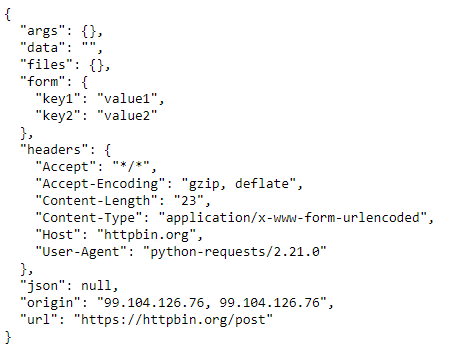 {
  "args": {},
  "data": "",
  "files": {},
  "form": {
    "key1": "value1",
    "key2": "value2"
  },
  "headers": {
    "Accept": "*/*",
    "Accept-Encoding": "gzip, deflate",
    "Content-Length": "23",
    "Content-Type": "application/x-www-form-urlencoded",
    "Host": "httpbin.org",
    "User-Agent": "python-requests/2.21.0"
  },
  "json": null,
  "origin": "99.104.126.76, 99.104.126.76",
  "url": "https://httpbin.org/post"
}